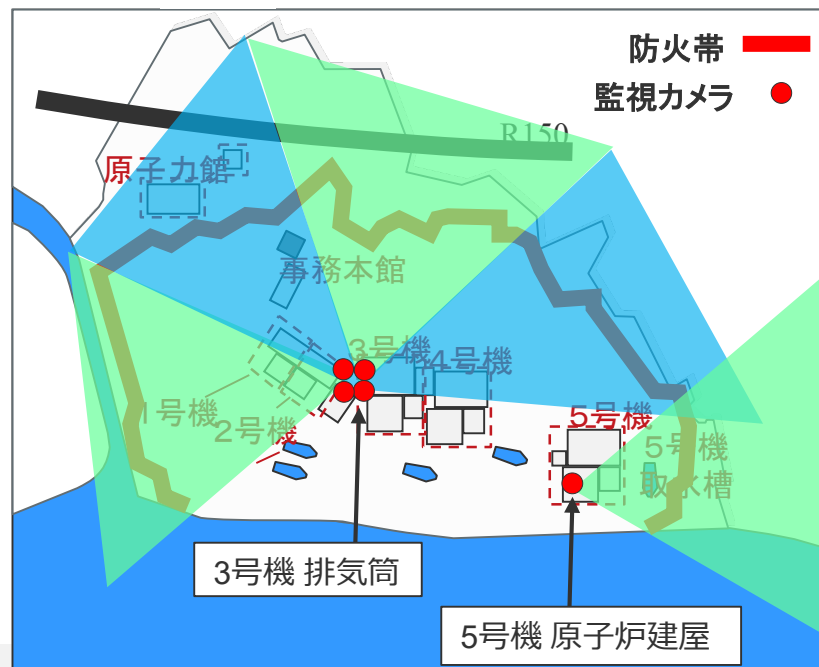 防火帯
監視カメラ
R150
原子力館
事務本館
3号機
4号機
1号機
2号機
5号機
5号機
取水槽
3号機 排気筒
5号機 原子炉建屋